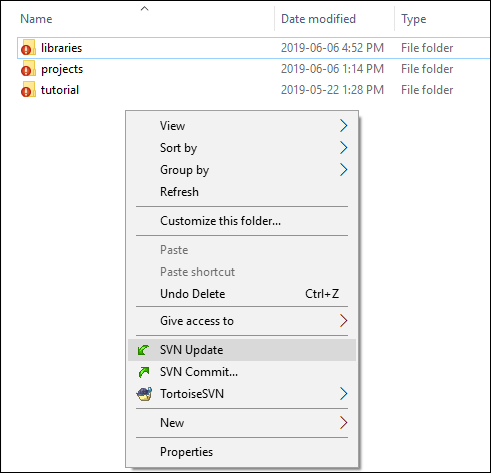 Name Date modified Type
libraries 2019-06-06 4:52 PM File folder
projects 2019-06-06 1:14 PM File folder
tutorial 2019-05-22 1:28 PM File folder
View
Sort by
Group by
Refresh
Customize this folder...
Paste
Paste shortcut
Undo Delete Ctrl+Z
Give access to
SVN Update
SVN Commit...
TortoiseSVN
New
Properties